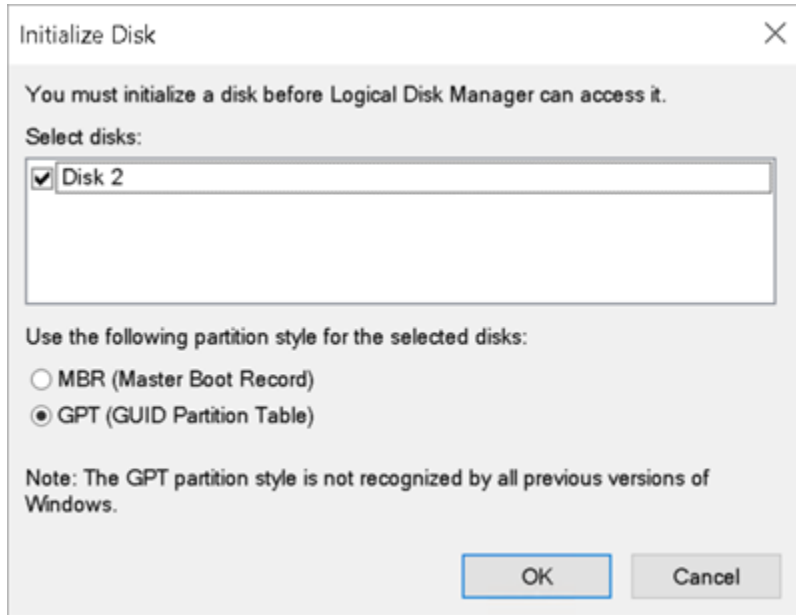 Initialize Disk
You must initialize a disk before Logical Disk Manager can access it.
Select disks:
Disk 2
Use the following partition style for the selected disks:
MBR (Master Boot Record)
GPT (GUID Partition Table)
Note: The GPT partition style is not recognized by all previous versions of
Windows.
OK
Cancel